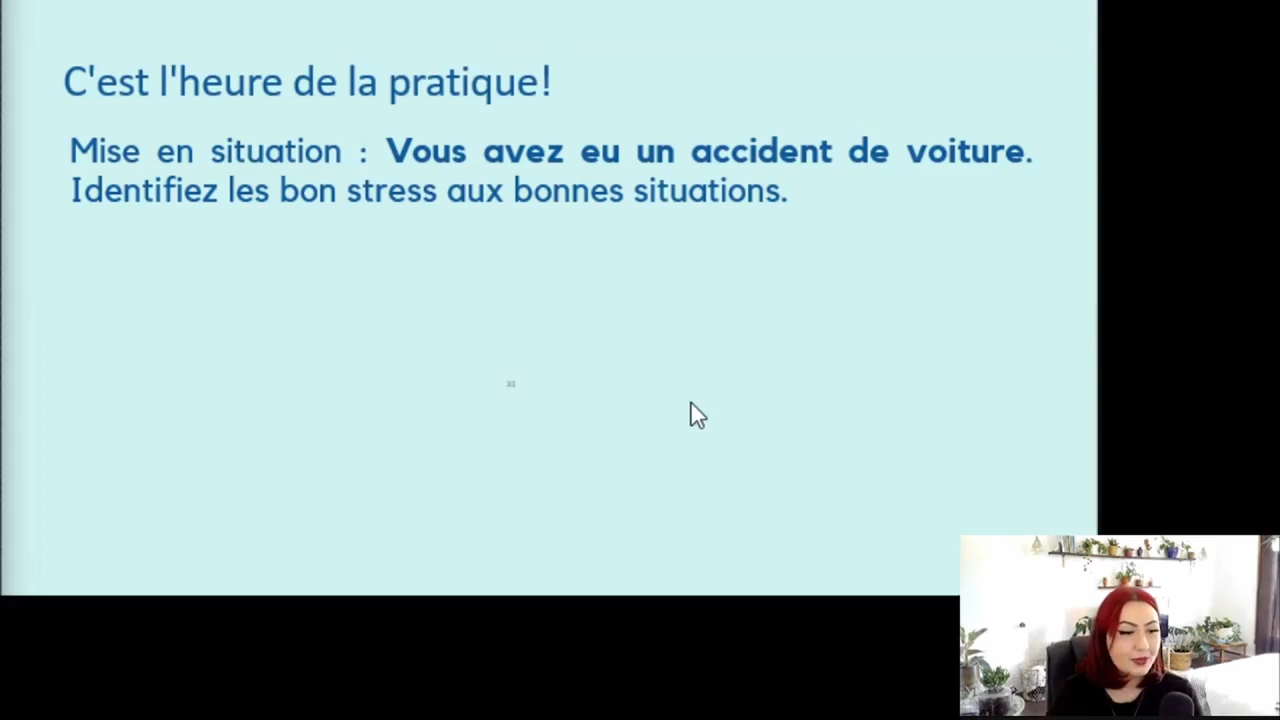 C'est l'heure de la pratique!
Mise en situation : Vous avez eu un accident de voiture.
Identifiez les bon stress aux bonnes situations.